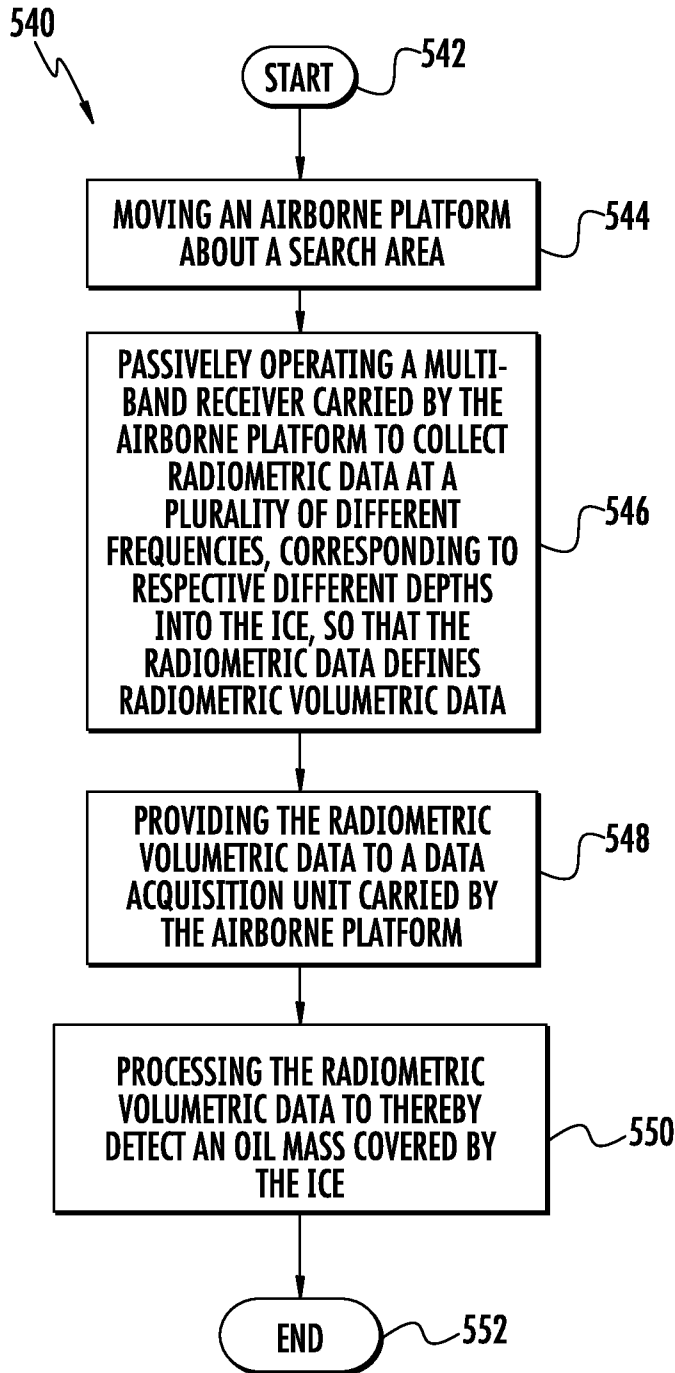 540
START
542
MOVING AN AIRBORNE PLATFORM
ABOUT A SEARCH AREA
544
PASSIVELEY OPERATING A MULTI-
BAND RECEIVER CARRIED BY THE
AIRBORNE PLATFORM TO COLLECT
RADIOMETRIC DATA AT A
PLURALITY OF DIFFERENT
FREQUENCIES, CORRESPONDING TO
RESPECTIVE DIFFERENT DEPTHS
INTO THE ICE, SO THAT THE
RADIOMETRIC DATA DEFINES
RADIOMETRIC VOLUMETRIC DATA
546
PROVIDING THE RADIOMETRIC
VOLUMETRIC DATA TO A DATA
ACQUISITION UNIT CARRIED BY
THE AIRBORNE PLATFORM
548
PROCESSING THE RADIOMETRIC
VOLUMETRIC DATA TO THEREBY
DETECT AN OIL MASS COVERED BY
THE ICE
550
END
552